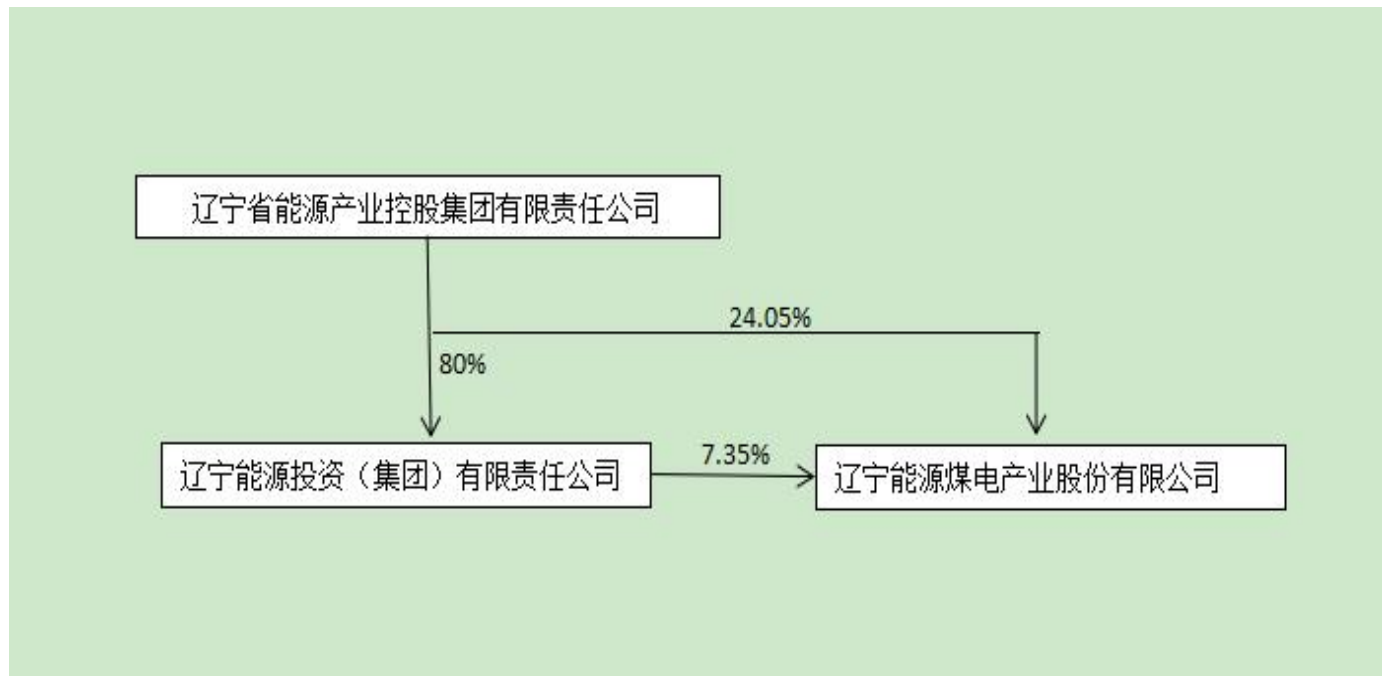 辽宁省能源产业控股集团有限责任公司
24.05%
80%
7.35%
辽宁能源投资（集团）有限责任公司
辽宁能源煤电产业股份有限公司